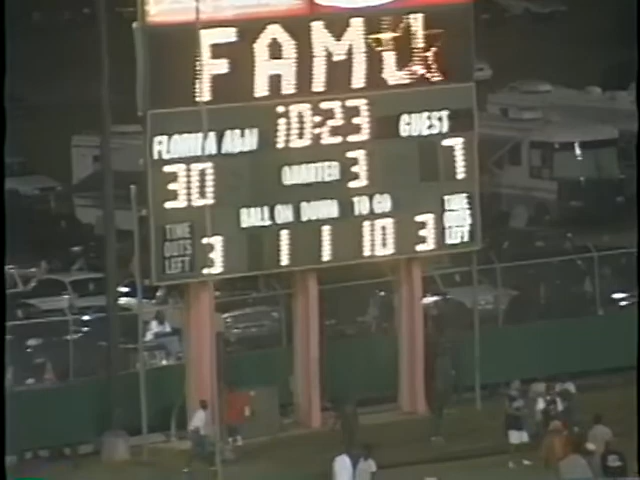 FAMU
10:23
FLORIDA A&M GUEST
30 QUARTER 3 7
BALL ON DOWN TO GO
TIME OUTS LEFT 3 1 1 10 3 TIME OUTS LEFT